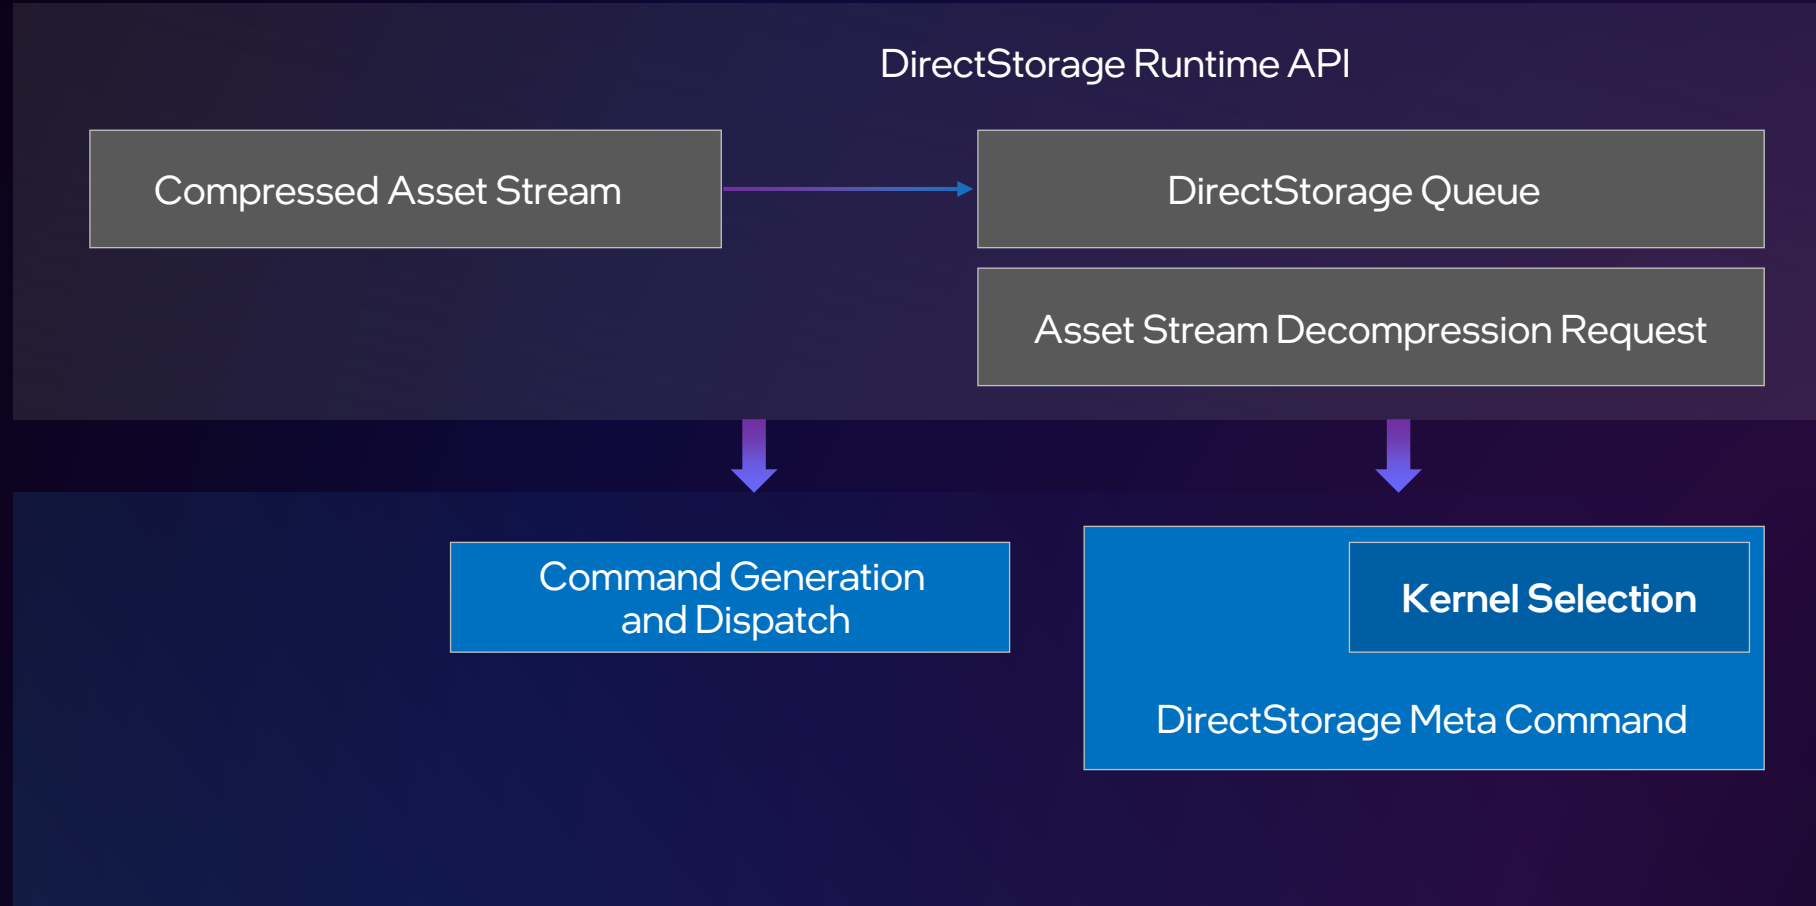 DirectStorage Runtime API
Compressed Asset Stream
DirectStorage Queue
Asset Stream Decompression Request
Command Generation
and Dispatch
Kernel Selection
DirectStorage Meta Command